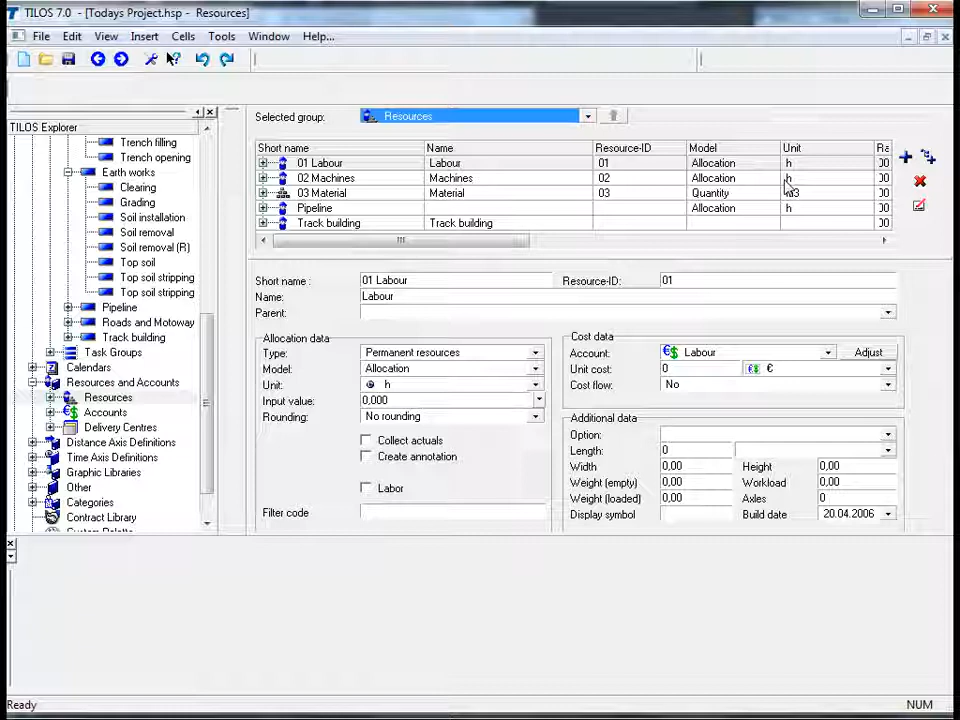 TILOS 7.0 - [Todays Project.hsp - Resources]
File Edit View Insert Cells Tools Window Help...
TILOS Explorer
Trench filling
Trench opening
Earth works
Clearing
Grading
Soil installation
Soil removal
Soil removal (R)
Top soil
Top soil stripping
Top soil stripping
Pipeline
Roads and Motoway
Track building
Task Groups
Calendars
Resources and Accounts
Resources
Accounts
Delivery Centres
Distance Axis Definitions
Time Axis Definitions
Graphic Libraries
Other
Categories
Contract Library
Selected group: Resources
Short name Name Resource-ID Model Unit Ra
01 Labour Labour 01 Allocation h
02 Machines Machines 02 Allocation h
03 Material Material 03 Quantity
Pipeline Allocation h
Track building Track building
Short name : 01 Labour Resource-ID: 01
Name: Labour
Parent:
Allocation data
Type: Permanent resources
Model: Allocation
Unit: h
Input value: 0,000
Rounding: No rounding
Collect actuals
Create annotation
Labor
Filter code
Cost data
Account: €$ Labour Adjust
Unit cost: 0 €$ €
Cost flow: No
Additional data
Option:
Length: 0
Width 0,00 Height 0,00
Weight (empty) 0,00 Workload 0,00
Weight (loaded) 0,00 Axles 0
Display symbol Build date 20.04.2006
Ready NUM